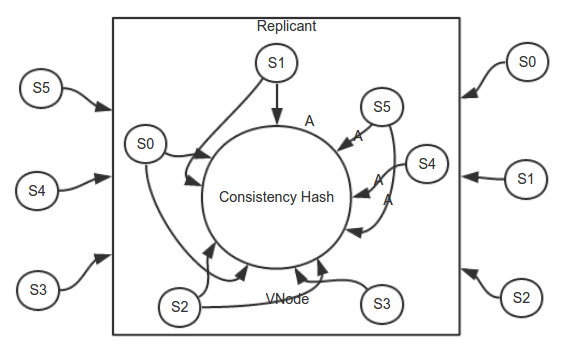 Replicant
S1
S0
S5
S5
A
A
S0
S4
S4
A
S1
Consistency Hash
A
S3
S2
VNode
S3
S2